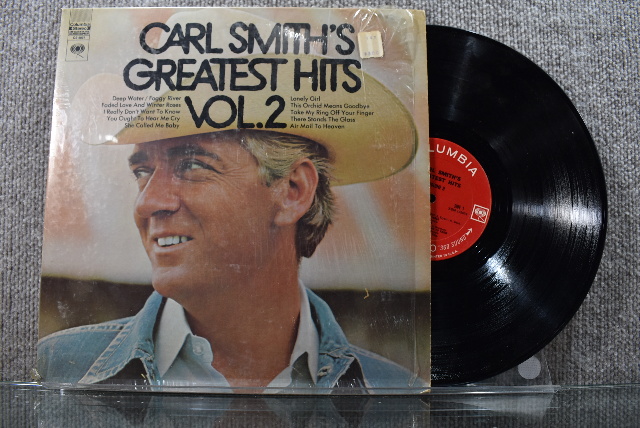 Columbia
Stereo
CARL SMITH'S
GREATEST HITS
VOL.2
Deep Water / Foggy River
Faded Love And Winter Roses
I Really Don't Want To Know
You Ought To Hear Me Cry
She Called Me Baby
Lonely Girl
This Orchid Means Goodbye
Take My Ring Off Your Finger
There Stands The Glass
Air Mail To Heaven
COLUMBIA
SMITH'S
HITS